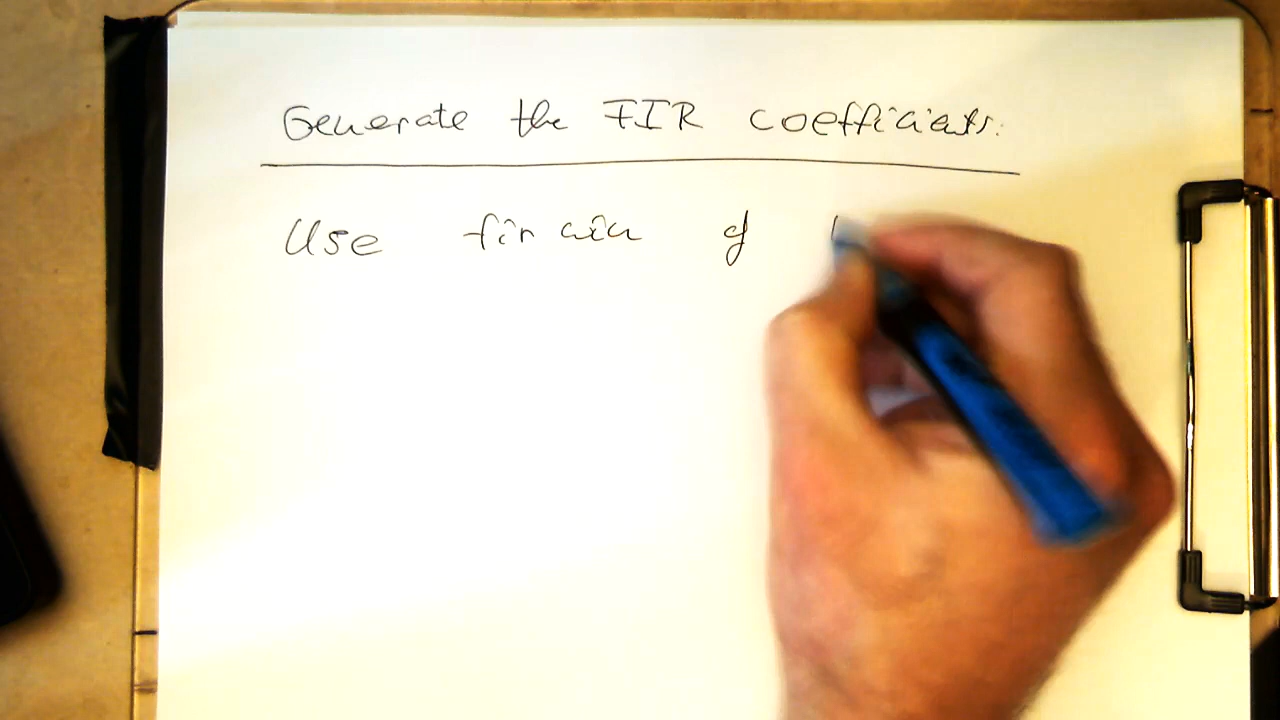 Generate the FIR coefficients:
Use firwin of